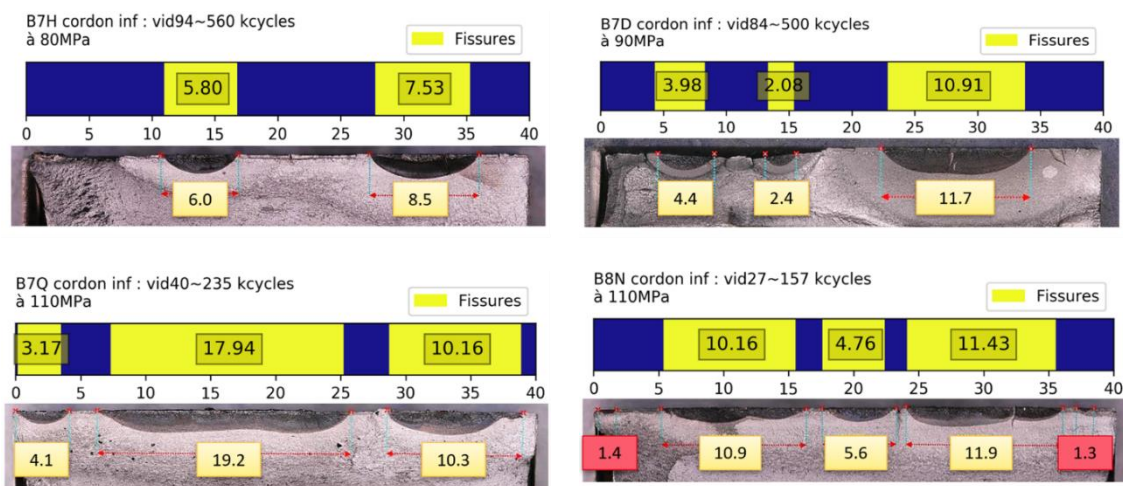 B7H cordon inf : vid94~560 kcycles
à 80MPa
Fissures
5.80
7.53
0 5 10 15 20 25 30 35 40
6.0
8.5
B7D cordon inf : vid84~500 kcycles
à 90MPa
Fissures
3.98
2.08
10.91
0 5 10 15 20 25 30 35 40
4.4
2.4
11.7
B7Q cordon inf : vid40~235 kcycles
à 110MPa
Fissures
3.17
17.94
10.16
0 5 10 15 20 25 30 35 40
4.1
19.2
10.3
B8N cordon inf : vid27~157 kcycles
à 110MPa
Fissures
10.16
4.76
11.43
0 5 10 15 20 25 30 35 40
1.4
10.9
5.6
11.9
1.3